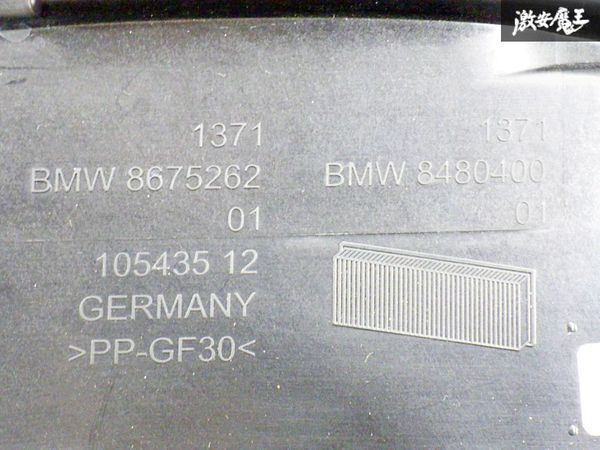 激安魔王
1371
BMW 8675262
01
1371
BMW 8480400
01
105435 12
GERMANY
>PP-GF30<